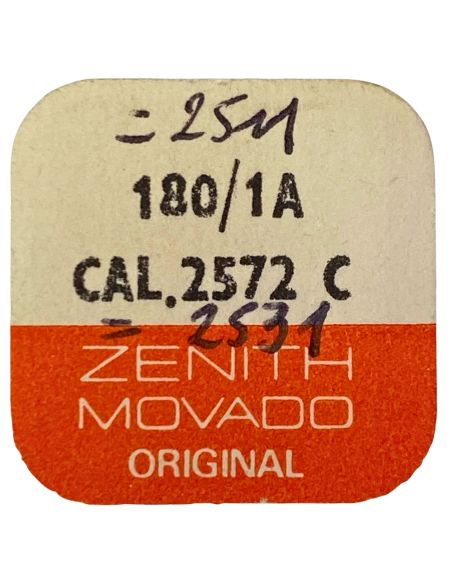 = 2511
180/1A
CAL.2572 C
= 2531
ZENITH
MOVADO
ORIGINAL